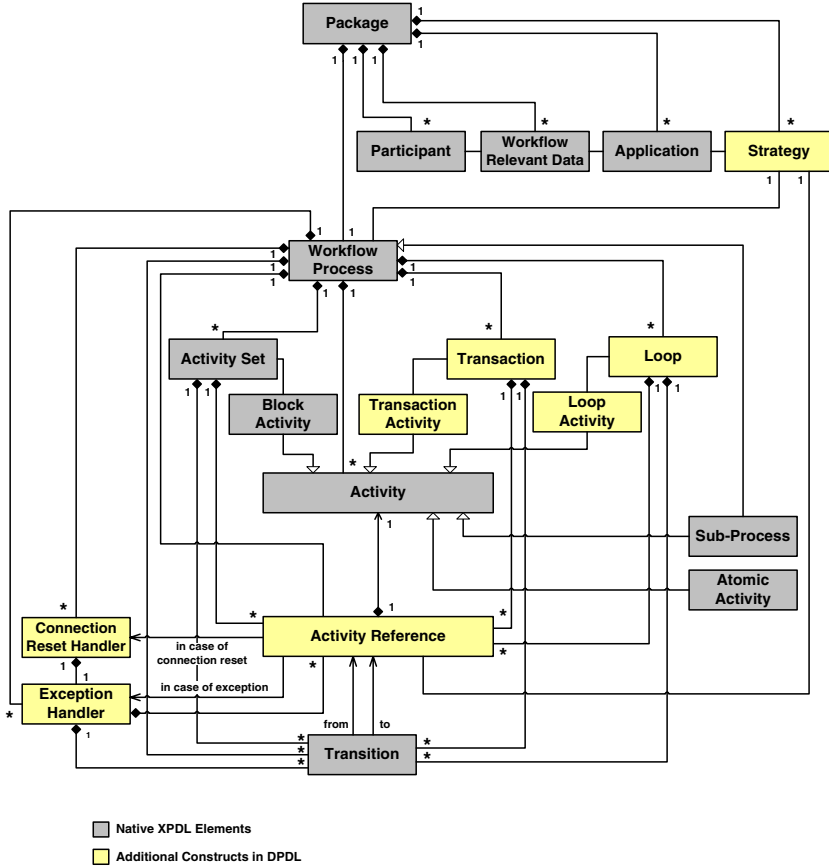 1
Package
1
1
1
1
1
*
*
*
*
Participant
Workflow
Relevant Data
Application
Strategy
1
1
1
1
Workflow
Process
1
1
1
1
1
1
1
*
*
*
Activity Set
Transaction
Loop
1
1
1
1
1
1
Block
Activity
Transaction
Activity
Loop
Activity
*
Activity
1
Sub-Process
Atomic
Activity
*
1
*
*
Connection
Reset Handler
Activity Reference
*
in case of
connection reset
1
1
*
in case of exception
Exception
Handler
*
1
from
to
*
*
*
Transition
*
*
Native XPDL Elements
Additional Constructs in DPDL